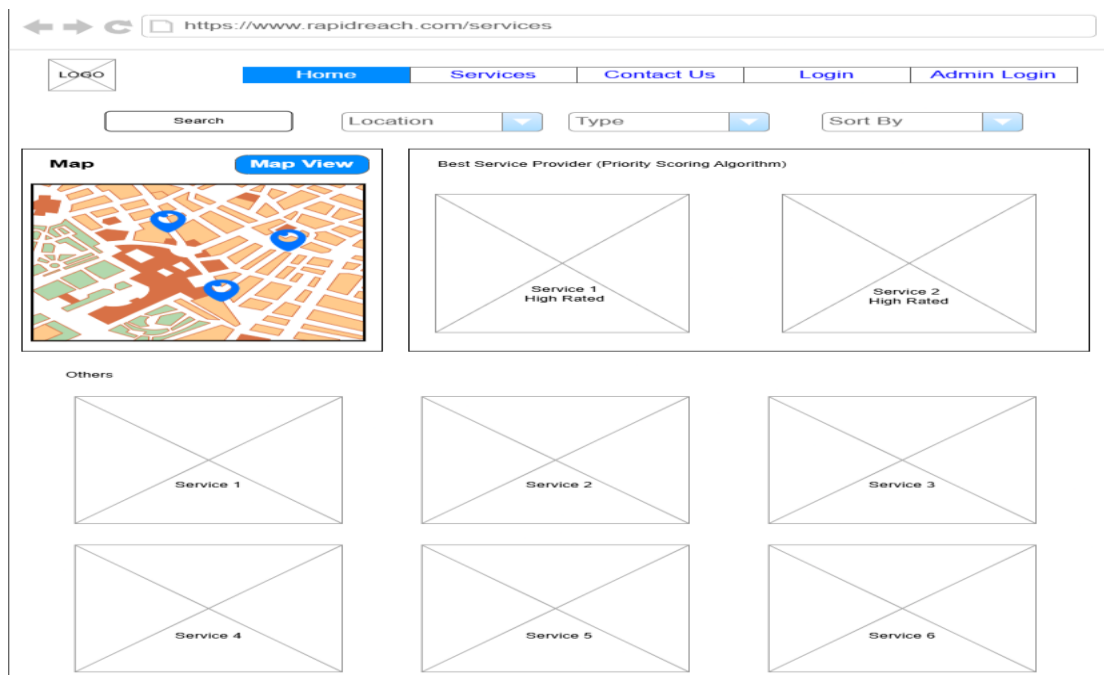 https://www.rapidreach.com/services
LOGO
Home Services Contact Us Login Admin Login
Search Location Type Sort By
Map Map View
Best Service Provider (Priority Scoring Algorithm)
Service 1
High Rated
Service 2
High Rated
Others
Service 1
Service 2
Service 3
Service 4
Service 5
Service 6